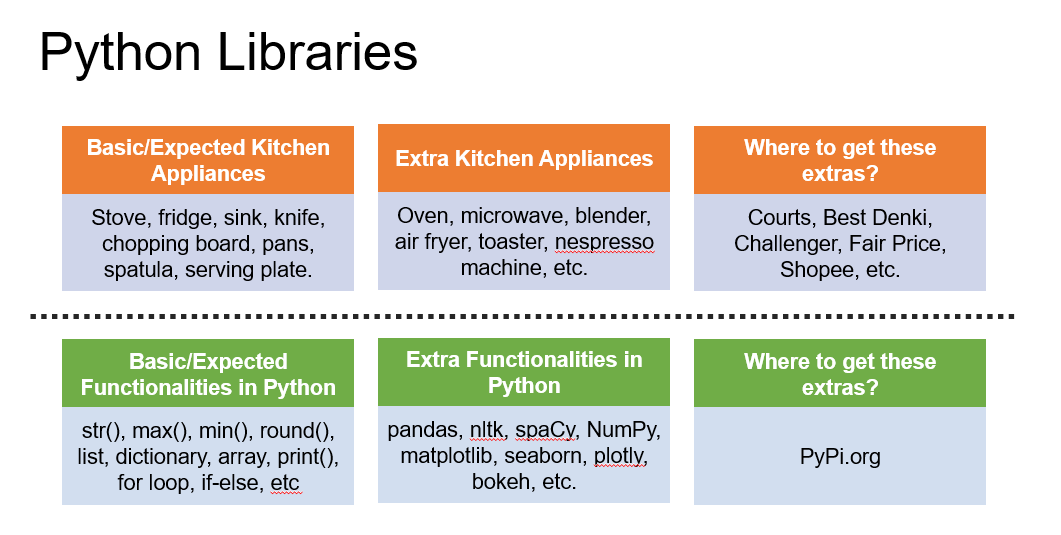 Python Libraries
Basic/Expected Kitchen
Appliances
Stove, fridge, sink, knife,
chopping board, pans,
spatula, serving plate.
Extra Kitchen Appliances
Oven, microwave, blender,
air fryer, toaster, nespresso
machine, etc.
Where to get these
extras?
Courts, Best Denki,
Challenger, Fair Price,
Shopee, etc.
Basic/Expected
Functionalities in Python
str(), max(), min(), round(),
list, dictionary, array, print(),
for loop, if-else, etc
Extra Functionalities in
Python
pandas, nltk, spaCy, NumPy,
matplotlib, seaborn, plotly,
bokeh, etc.
Where to get these
extras?
PyPi.org